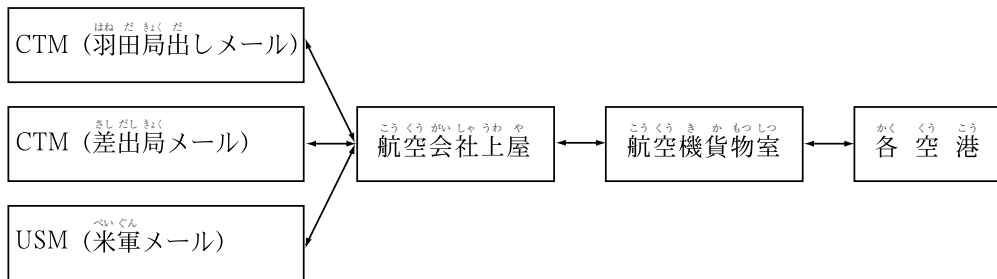 はね だ きょく だ
CTM（羽田局出しメール）
さし だし きょく
CTM（差出局メール）
こう くう がい しゃ うわ や
航空会社上屋
こう くう き か もつ しつ
航空機貨物室
かく くう こう
各空港
べい ぐん
USM（米軍メール）